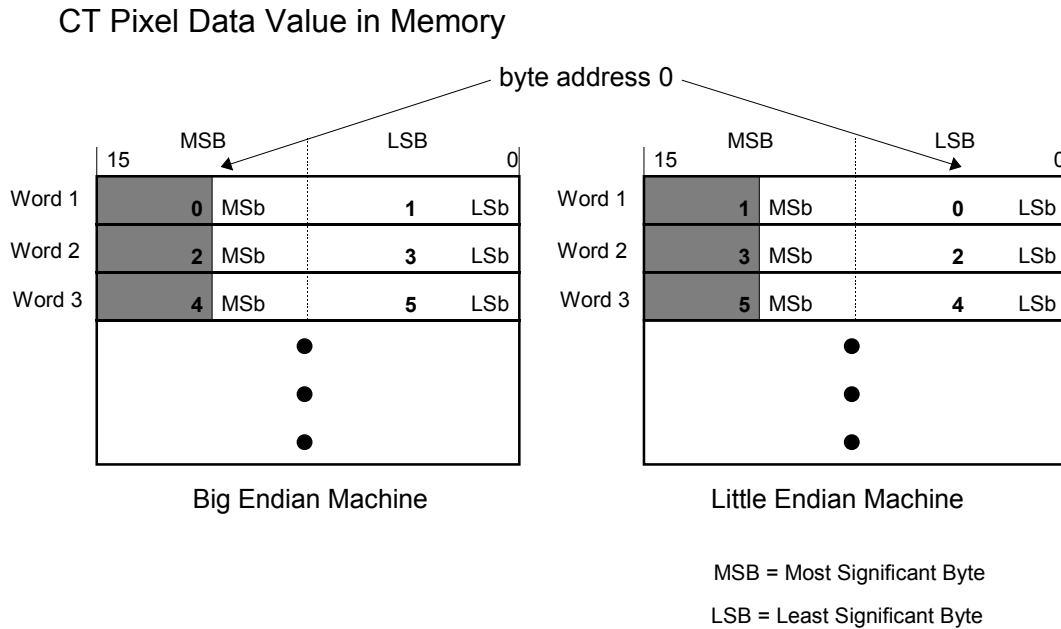 CT Pixel Data Value in Memory
byte address 0
MSB LSB
15 0
Word 1 0 MSb 1 LSb
Word 2 2 MSb 3 LSb
Word 3 4 MSb 5 LSb
Big Endian Machine
MSB LSB
15 0
Word 1 1 MSb 0 LSb
Word 2 3 MSb 2 LSb
Word 3 5 MSb 4 LSb
Little Endian Machine
MSB = Most Significant Byte
LSB = Least Significant Byte